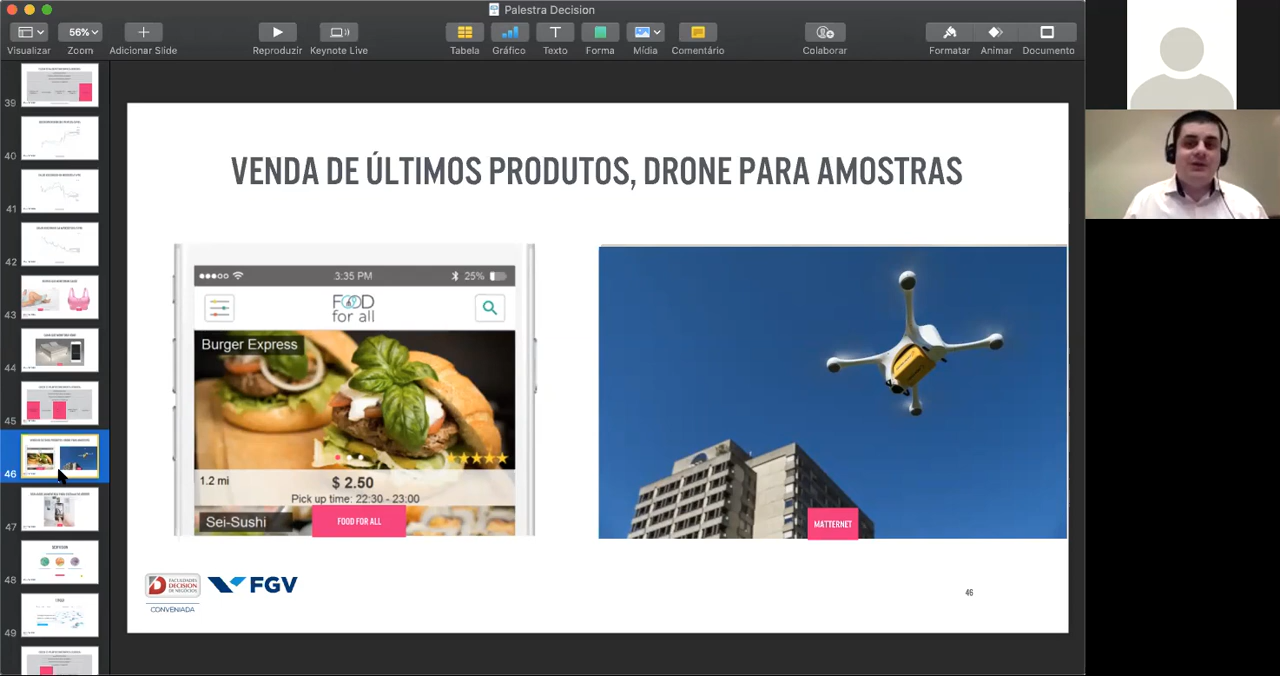 Palestra Decision
56%
Visualizar
Zoom
Adicionar Slide
Reproduzir
Keynote Live
Tabela
Gráfico
Texto
Forma
Mídia
Comentário
Colaborar
Formatar
Animar
Documento
39
40
41
42
43
44
45
46
47
48
49
VENDA DE ÚLTIMOS PRODUTOS, DRONE PARA AMOSTRAS
3:35 PM
25%
FOOD
for all
Burger Express
1.2 mi
$ 2.50
Pick up time: 22:30 - 23:00
Sei-Sushi
FOOD FOR ALL
MATTERNET
D
FACULDADES
DECISION
DE NEGÓCIOS
CONVENIADA
FGV
46